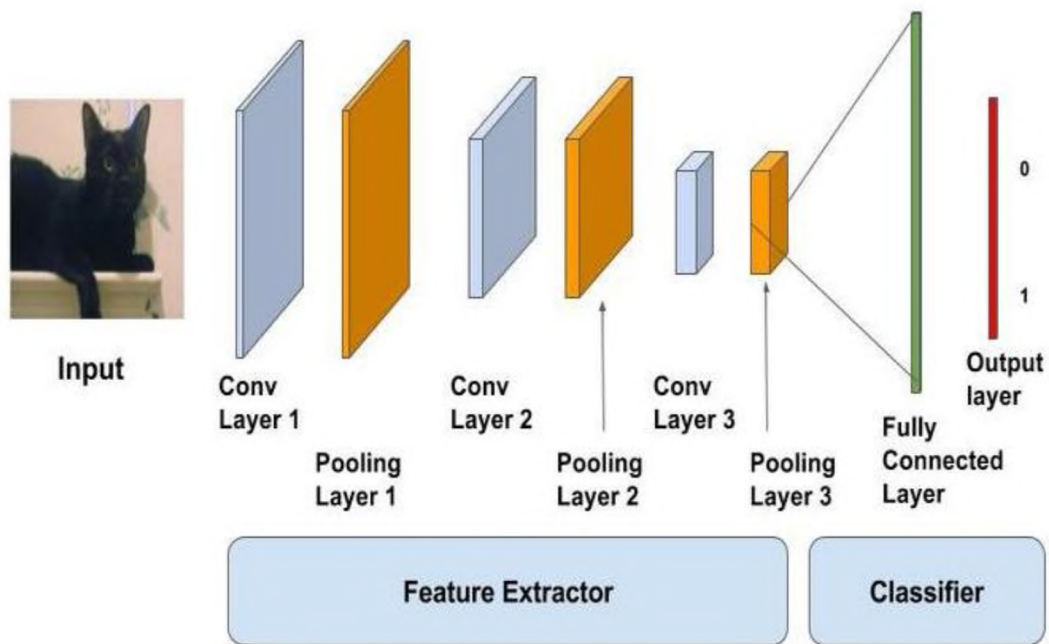 Input
Conv
Layer 1
Pooling
Layer 1
Conv
Layer 2
Pooling
Layer 2
Conv
Layer 3
Pooling
Layer 3
Fully
Connected
Layer
0
1
Output
layer
Feature Extractor
Classifier